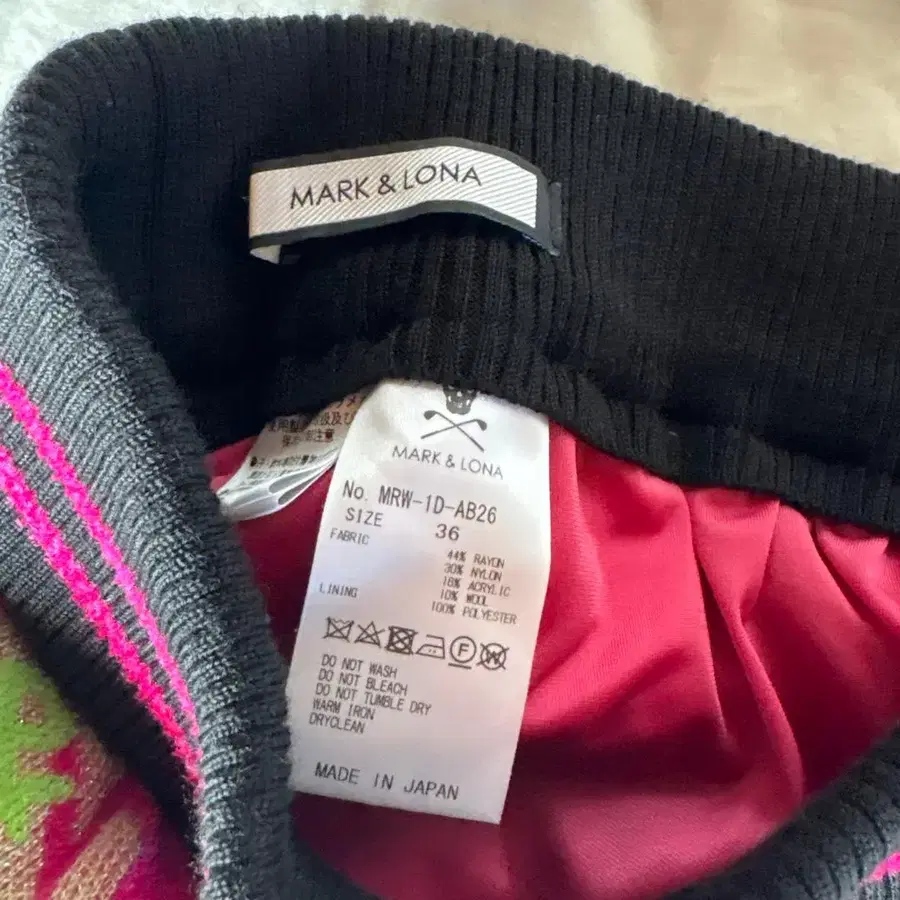 MARK & LONA
MARK & LONA
No. MRW-1D-AB26
SIZE 36
FABRIC
44% RAYON
30% NYLON
16% ACRYLIC
10% WOOL
LINING 100% POLYESTER
F W
DO NOT WASH
DO NOT BLEACH
DO NOT TUMBLE DRY
WARM IRON
DRYCLEAN
MADE IN JAPAN